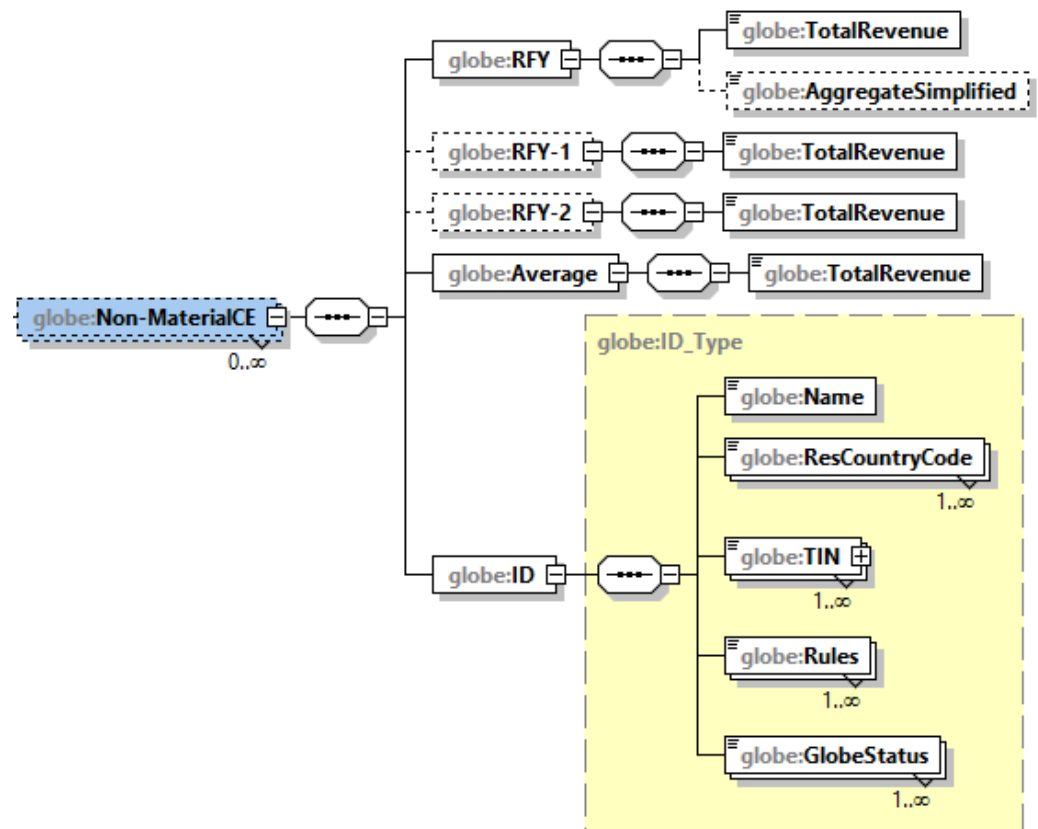 globe:TotalRevenue
globe:RFY
globe:AggregateSimplified
globe:RFY-1
globe:TotalRevenue
globe:RFY-2
globe:TotalRevenue
globe:Average
globe:TotalRevenue
globe:Non-MaterialCE
0..∞
globe:ID_Type
globe:Name
globe:ResCountryCode
1..∞
globe:TIN
1..∞
globe:ID
globe:Rules
1..∞
globe:GlobeStatus
1..∞